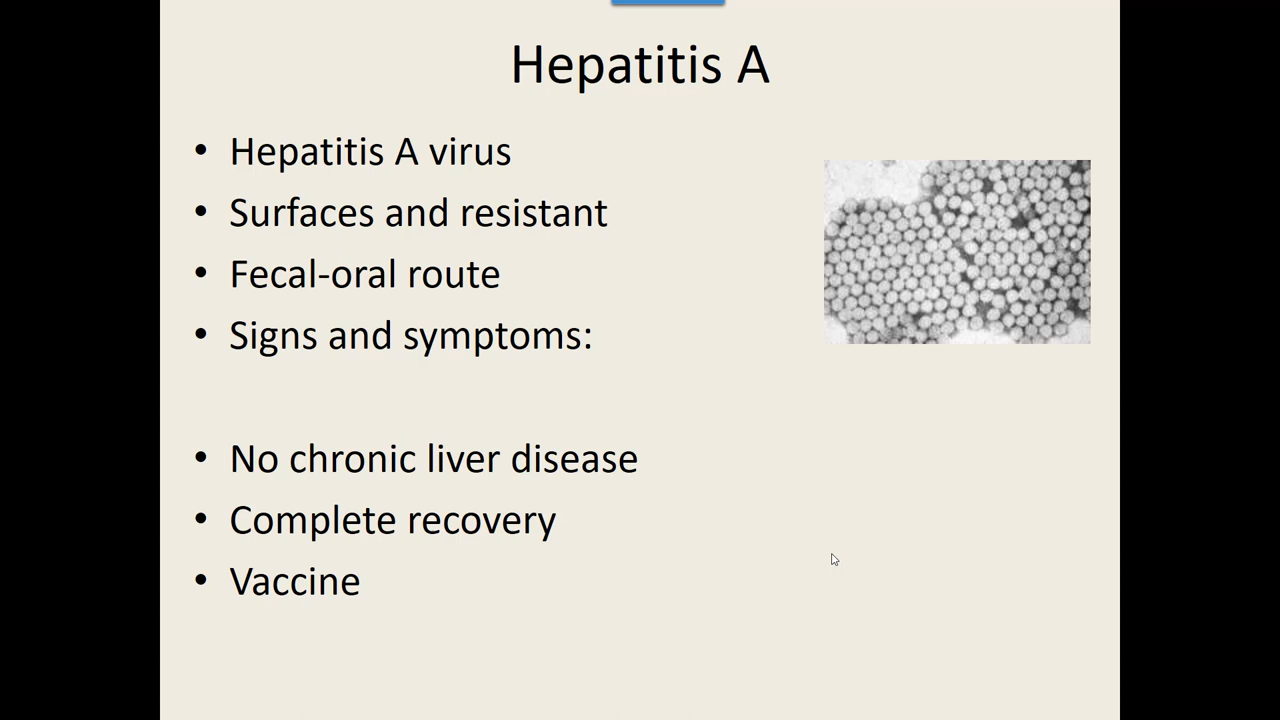 Hepatitis A
• Hepatitis A virus
• Surfaces and resistant
• Fecal-oral route
• Signs and symptoms:
• No chronic liver disease
• Complete recovery
• Vaccine